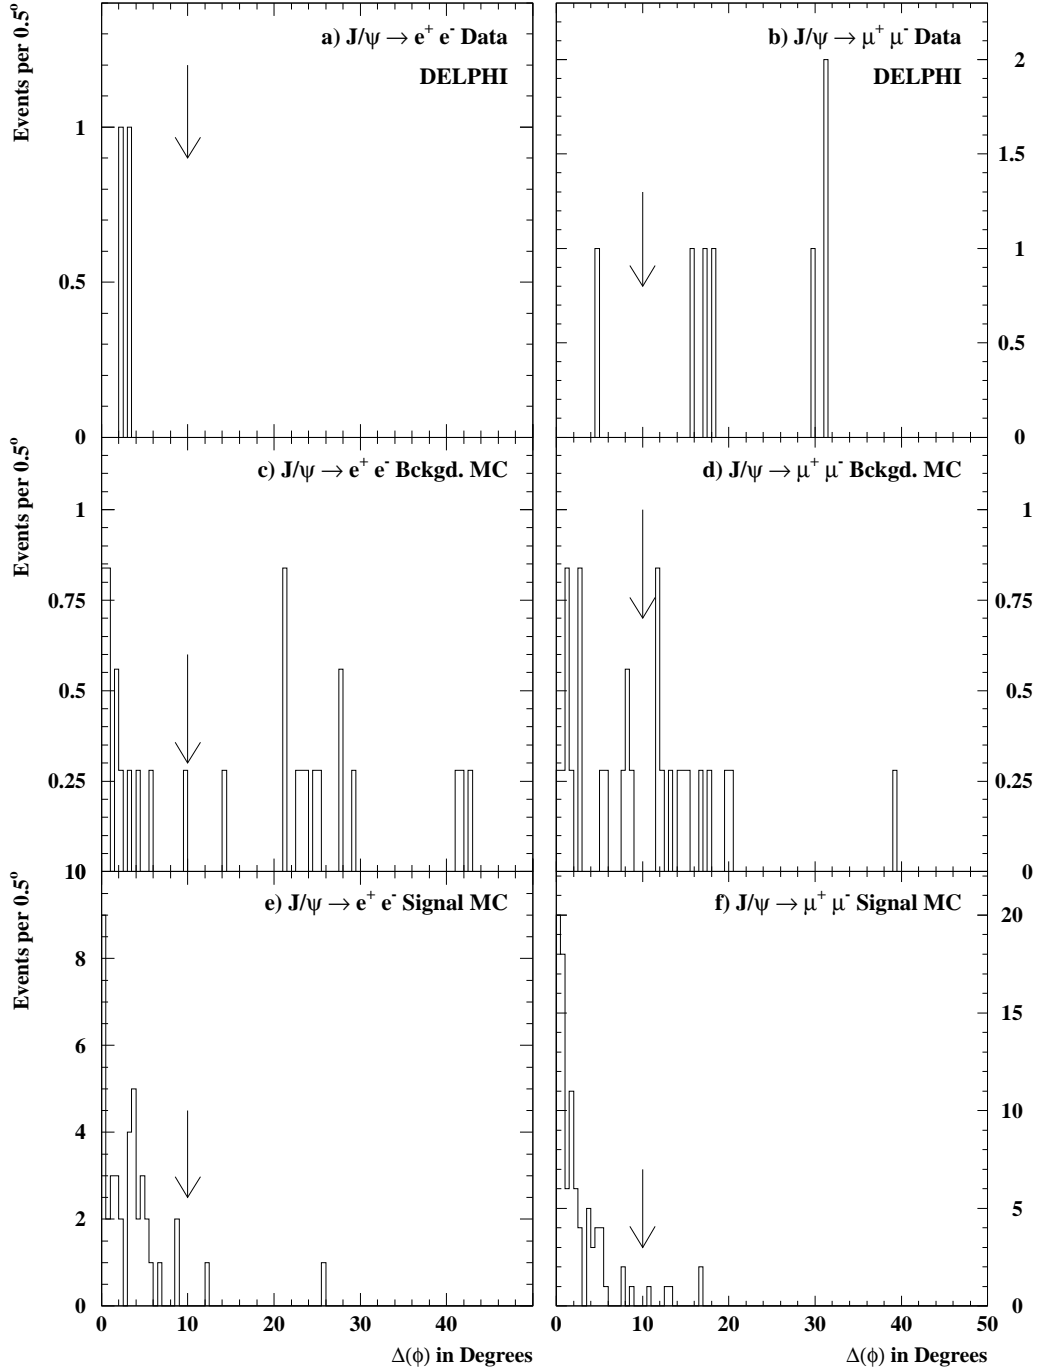 Events per 0.5°
a) J/ψ → e⁺ e⁻ Data
DELPHI
1
0.5
0
b) J/ψ → μ⁺ μ⁻ Data
DELPHI
2
1.5
1
0.5
0
Events per 0.5°
c) J/ψ → e⁺ e⁻ Bckgd. MC
1
0.75
0.5
0.25
d) J/ψ → μ⁺ μ⁻ Bckgd. MC
1
0.75
0.5
0.25
0
Events per 0.5°
e) J/ψ → e⁺ e⁻ Signal MC
10
8
6
4
2
0
0 10 20 30 40
Δ(φ) in Degrees
f) J/ψ → μ⁺ μ⁻ Signal MC
20
15
10
5
0
0 10 20 30 40 50
Δ(φ) in Degrees